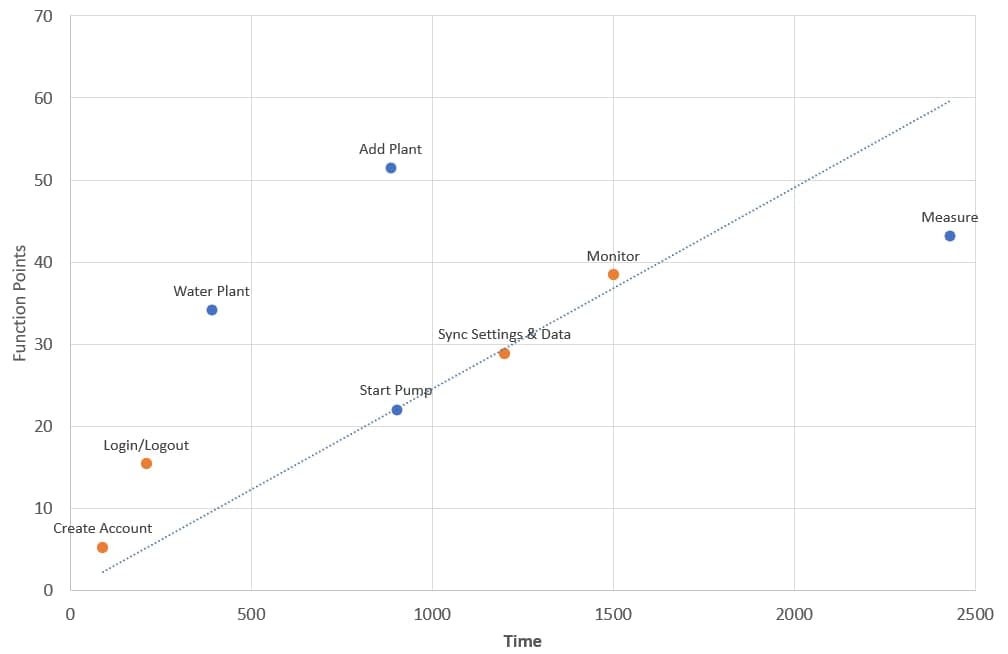 70
60
Add Plant
50
Measure
Monitor
40
Water Plant
Function Points
Sync Settings & Data
30
Start Pump
20
Login/Logout
10
Create Account
0
0 500 1000 1500 2000 2500
Time